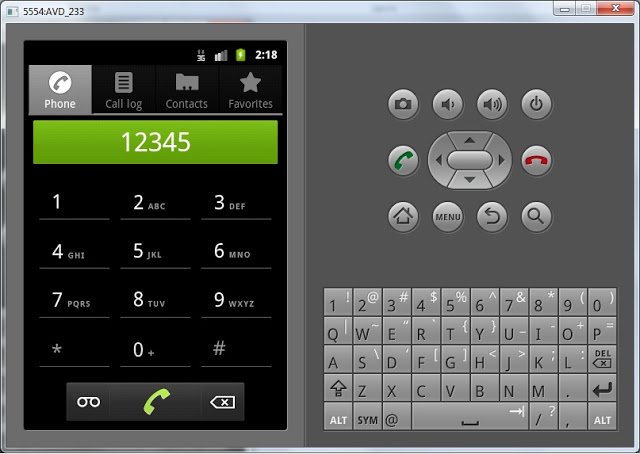 5554:AVD_233
3G 2:18
Phone Call log Contacts Favorites
12345
1 2 ABC 3 DEF
4 GHI 5 JKL 6 MNO
7 PQRS 8 TUV 9 WXYZ
* 0 + #
MENU
1 ! 2 @ 3 # 4 $ 5 % 6 ^ 7 & 8 * 9 ( 0 )
Q | W ~ E " R ` T { Y } U _ I - O + P =
A S \ D ' F [ G ] H < J > K ; L : DEL
Z X C V B N M .
ALT SYM @ / ? , ALT